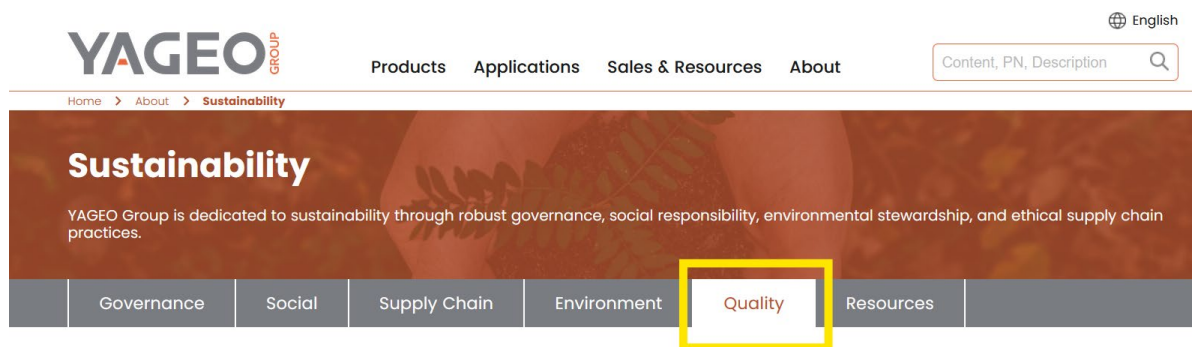 English
YAGEO GROUP
Products Applications Sales & Resources About
Content, PN, Description
Home > About > Sustainability
Sustainability
YAGEO Group is dedicated to sustainability through robust governance, social responsibility, environmental stewardship, and ethical supply chain
practices.
Governance Social Supply Chain Environment Quality Resources